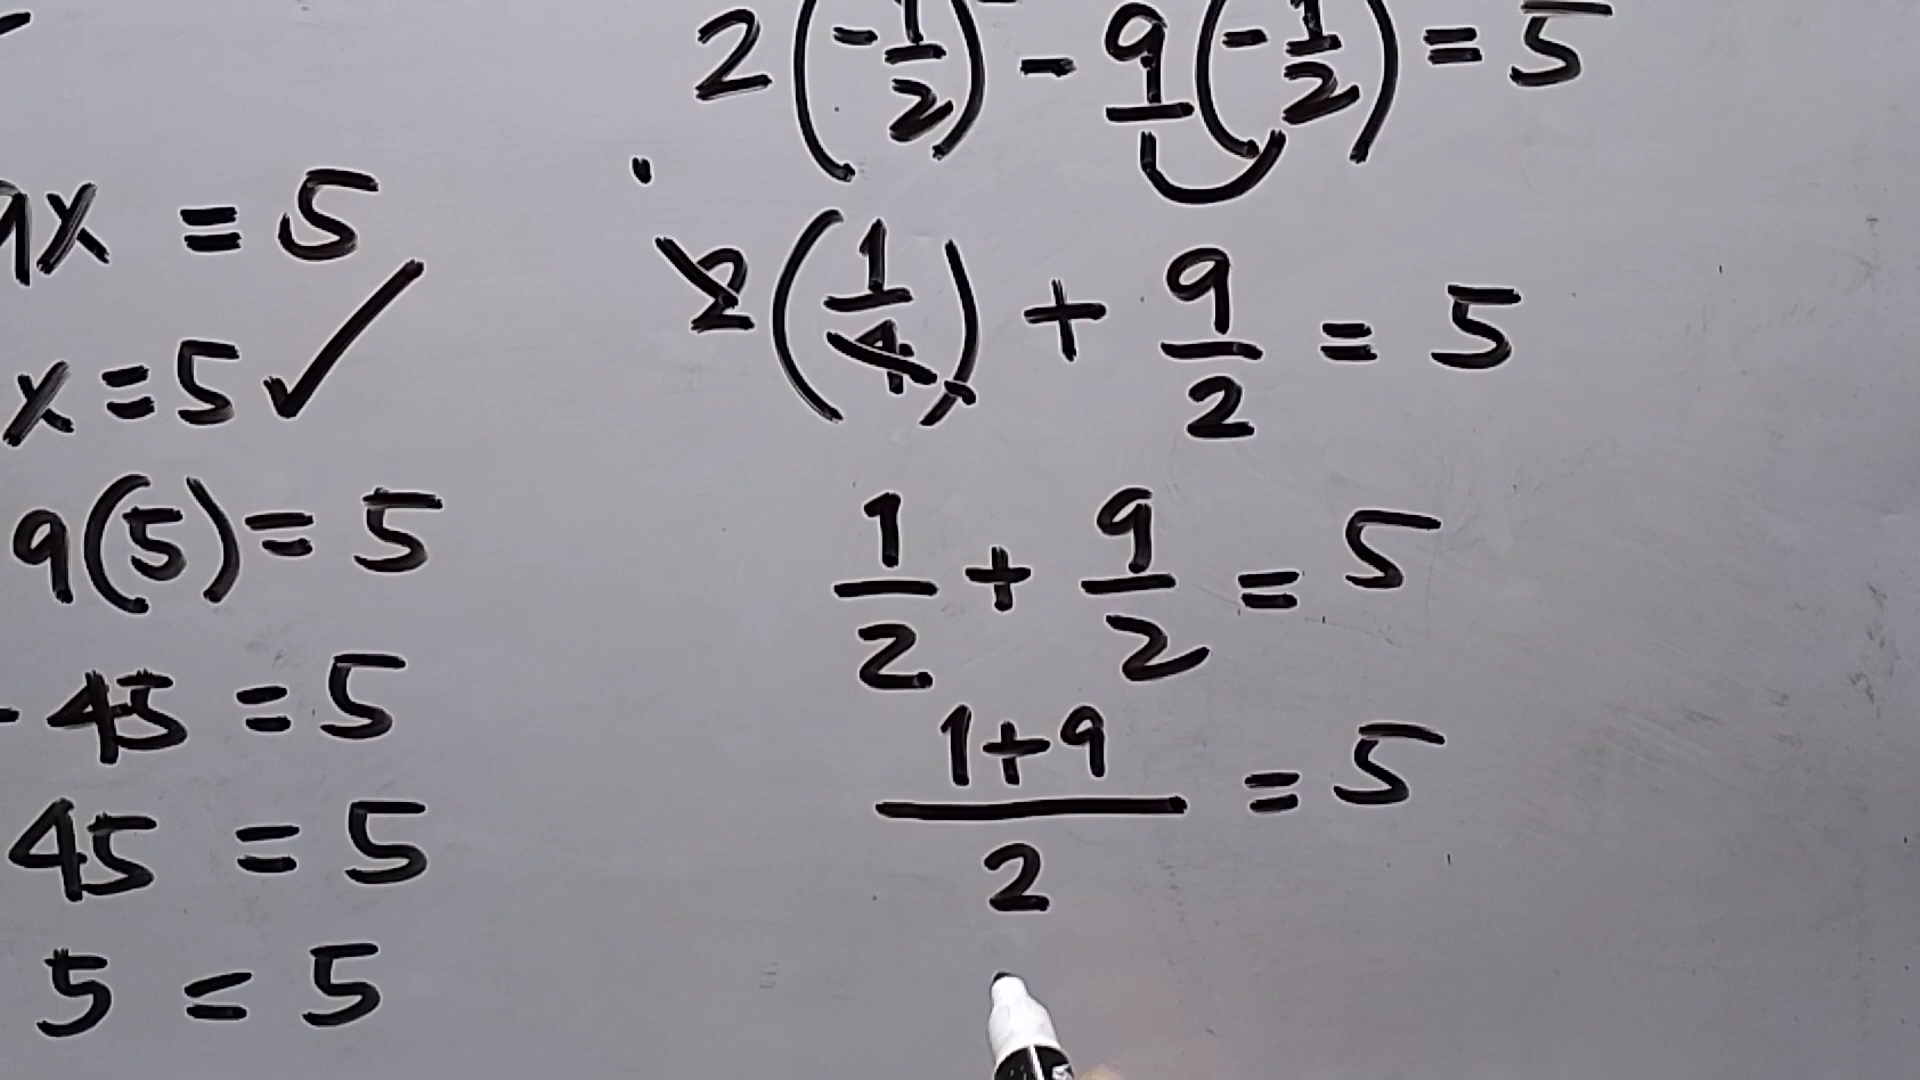 9x = 5
x = 5 ✓
9(5) = 5
- 45 = 5
45 = 5
5 = 5
2(-1/2) - 9(-1/2) = 5
2(1/4) + 9/2 = 5
1/2 + 9/2 = 5
(1+9)/2 = 5